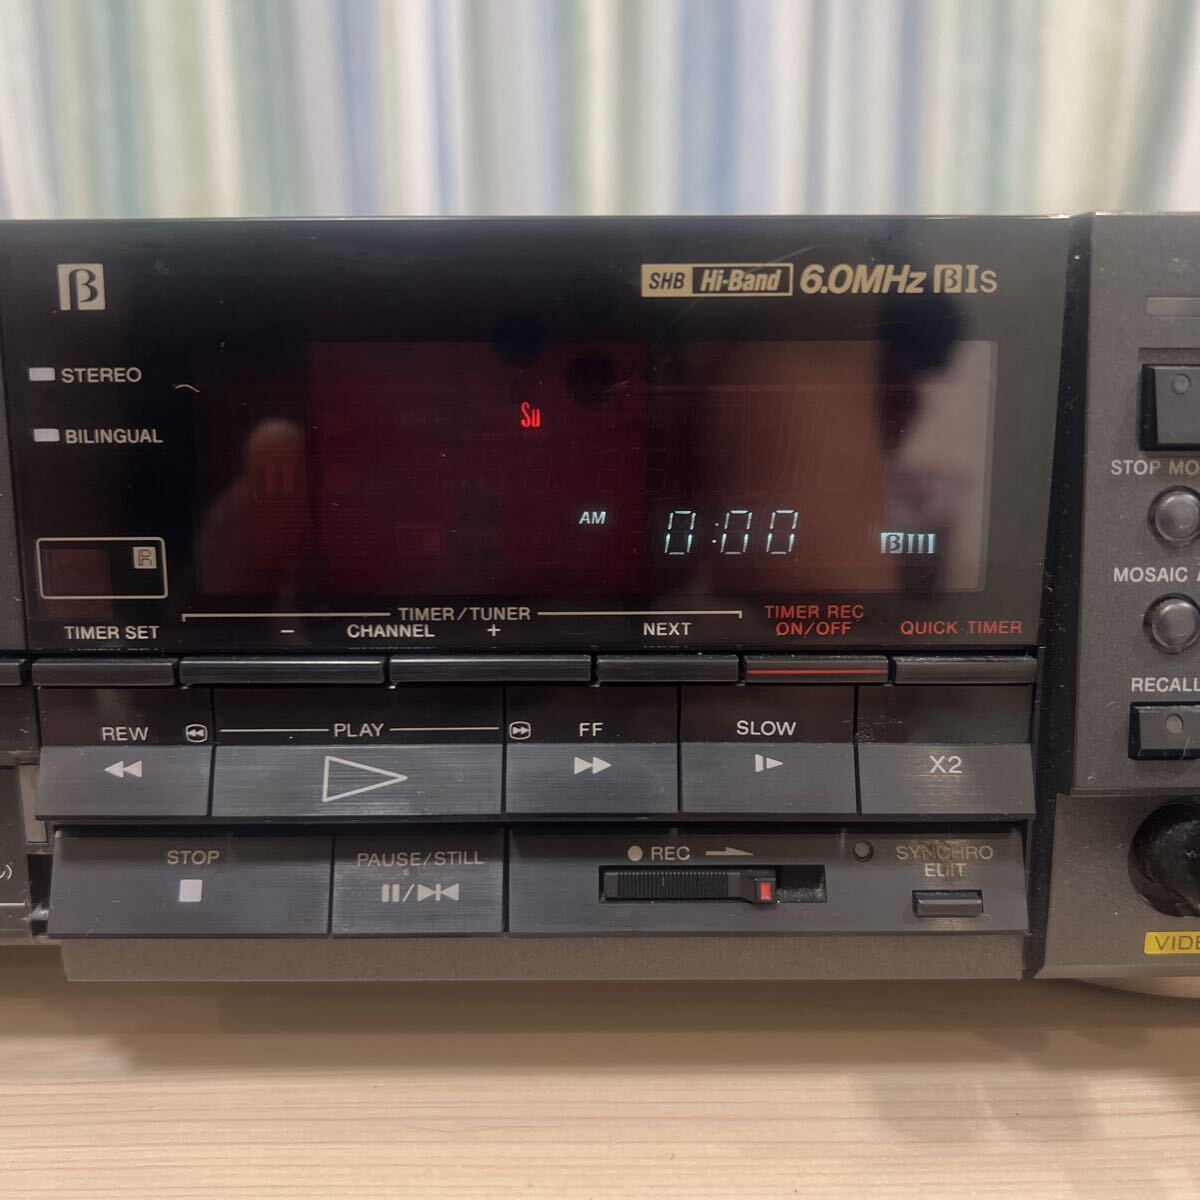 β
SHB Hi-Band 6.0MHz βIs
STEREO
BILINGUAL
Su
AM 0:00 βIII
R
TIMER/TUNER
TIMER SET
− CHANNEL +
NEXT
TIMER REC
ON/OFF
QUICK TIMER
REW
PLAY
FF
SLOW
X2
STOP
PAUSE/STILL
REC
SYNCHRO
EDIT
STOP MO
MOSAIC
RECALL
VIDE